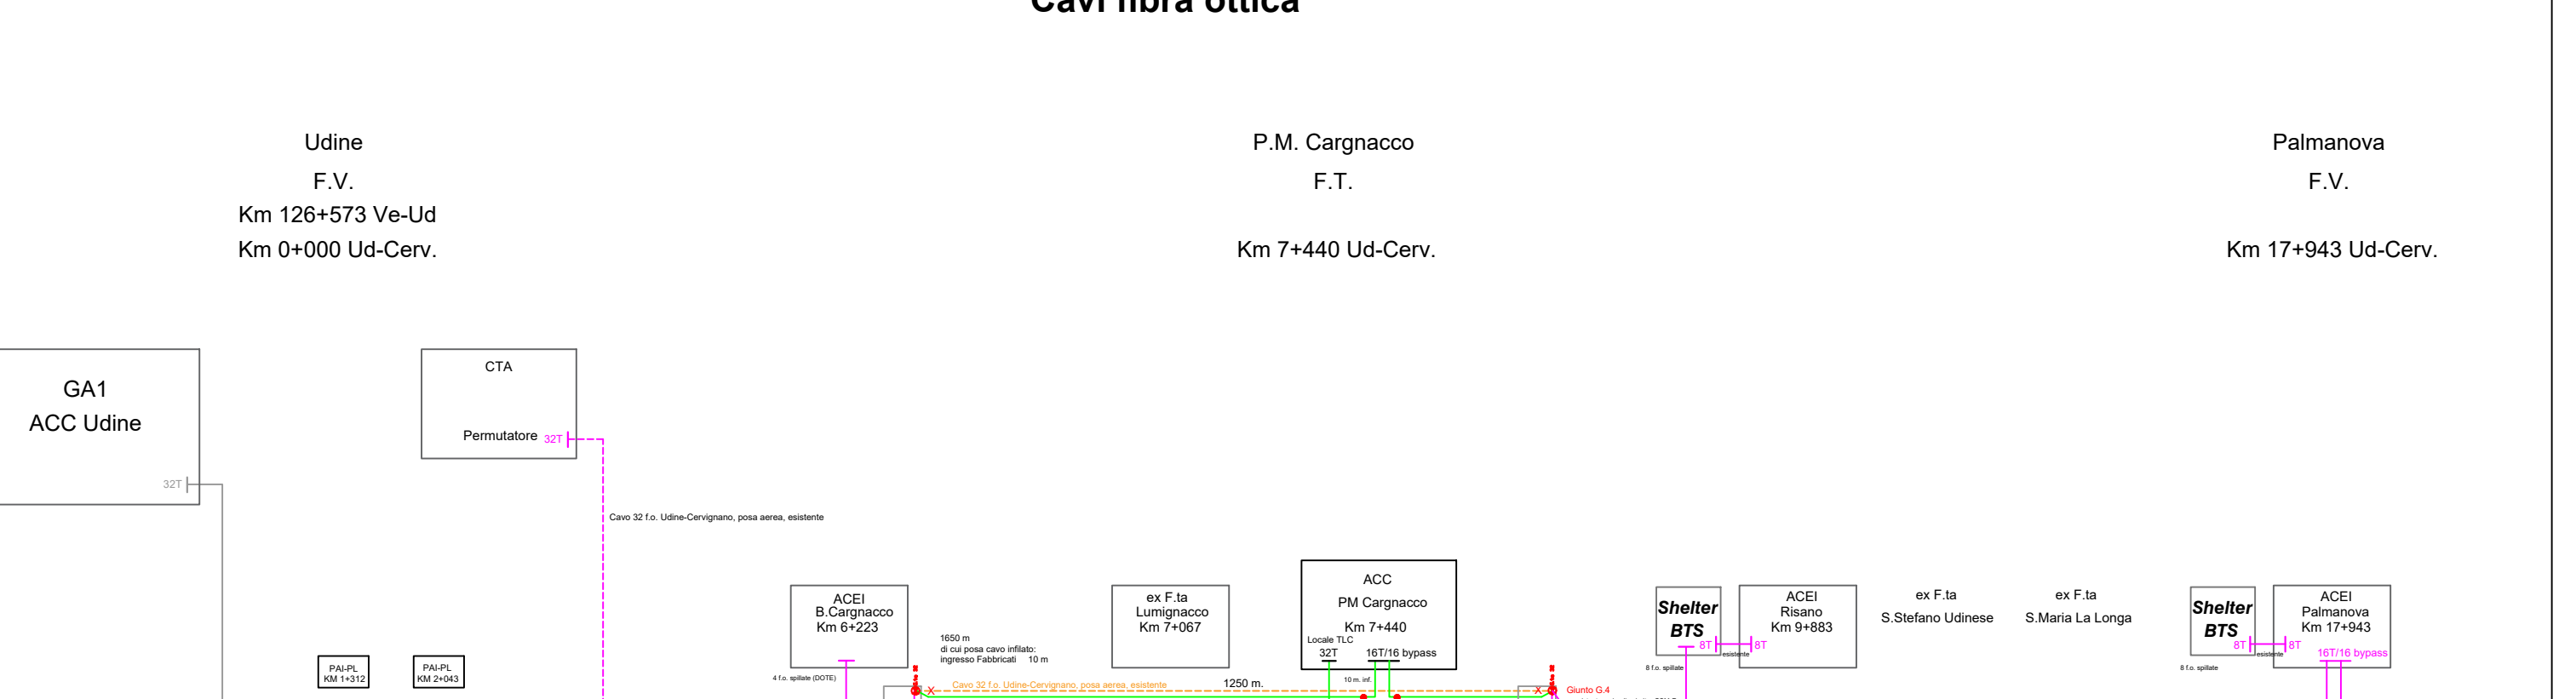 Cavi fibra ottica
Udine
F.V.
Km 126+573 Ve-Ud
Km 0+000 Ud-Cerv.
P.M. Cargnacco
F.T.
Km 7+440 Ud-Cerv.
Palmanova
F.V.
Km 17+943 Ud-Cerv.
GA1
ACC Udine
32T
CTA
Permutatore 32T
Cavo 32 f.o. Udine-Cervignano, posa aerea, esistente
PAI-PL
KM 1+312
PAI-PL
KM 2+043
ACEI
B.Cargnacco
Km 6+223
4 f.o. spillate (DOTE)
1650 m
di cui posa cavo infilato:
ingresso Fabbricati 10 m
X
Cavo 32 f.o. Udine-Cervignano, posa aerea, esistente
1250 m.
ex F.ta
Lumignacco
Km 7+067
ACC
PM Cargnacco
Km 7+440
Locale TLC
32T
16T/16 bypass
10 m. inf.
X
Giunto G.4
Shelter
BTS
8T
8T
esistente
8 f.o. spillate
ACEI
Risano
Km 9+883
ex F.ta
S.Stefano Udinese
ex F.ta
S.Maria La Longa
Shelter
BTS
8T
8T
esistente
8 f.o. spillate
ACEI
Palmanova
Km 17+943
16T/16 bypass